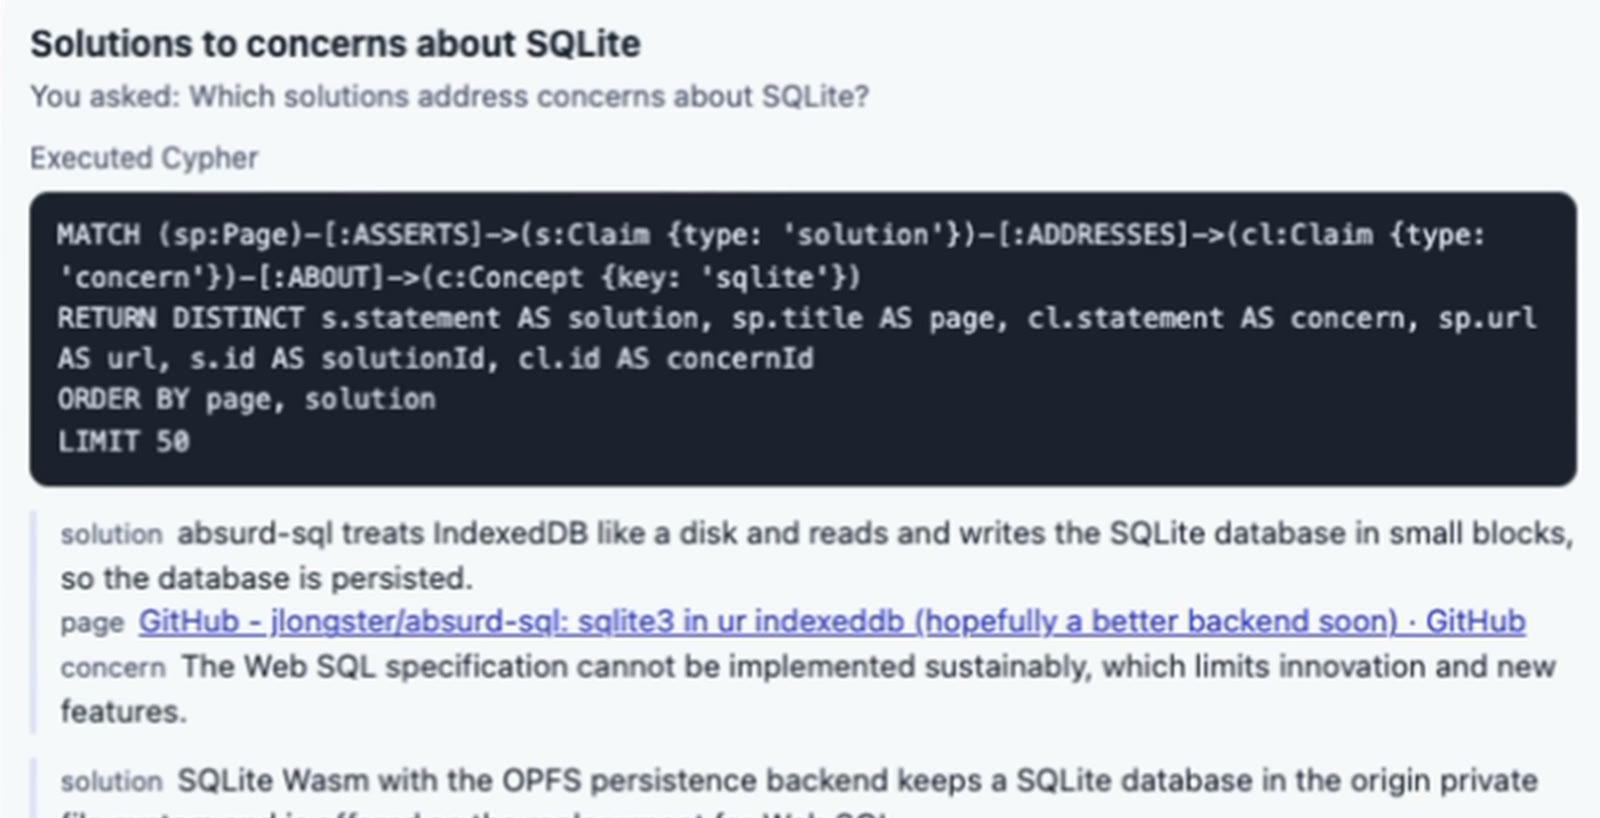 Solutions to concerns about SQLite
You asked: Which solutions address concerns about SQLite?
Executed Cypher
MATCH (sp:Page)-[:ASSERTS]->(s:Claim {type: 'solution'})-[:ADDRESSES]->(cl:Claim {type:
'concern'})-[:ABOUT]->(c:Concept {key: 'sqlite'})
RETURN DISTINCT s.statement AS solution, sp.title AS page, cl.statement AS concern, sp.url
AS url, s.id AS solutionId, cl.id AS concernId
ORDER BY page, solution
LIMIT 50
solution absurd-sql treats IndexedDB like a disk and reads and writes the SQLite database in small blocks,
so the database is persisted.
page GitHub - jlongster/absurd-sql: sqlite3 in ur indexeddb (hopefully a better backend soon) · GitHub
concern The Web SQL specification cannot be implemented sustainably, which limits innovation and new
features.
solution SQLite Wasm with the OPFS persistence backend keeps a SQLite database in the origin private